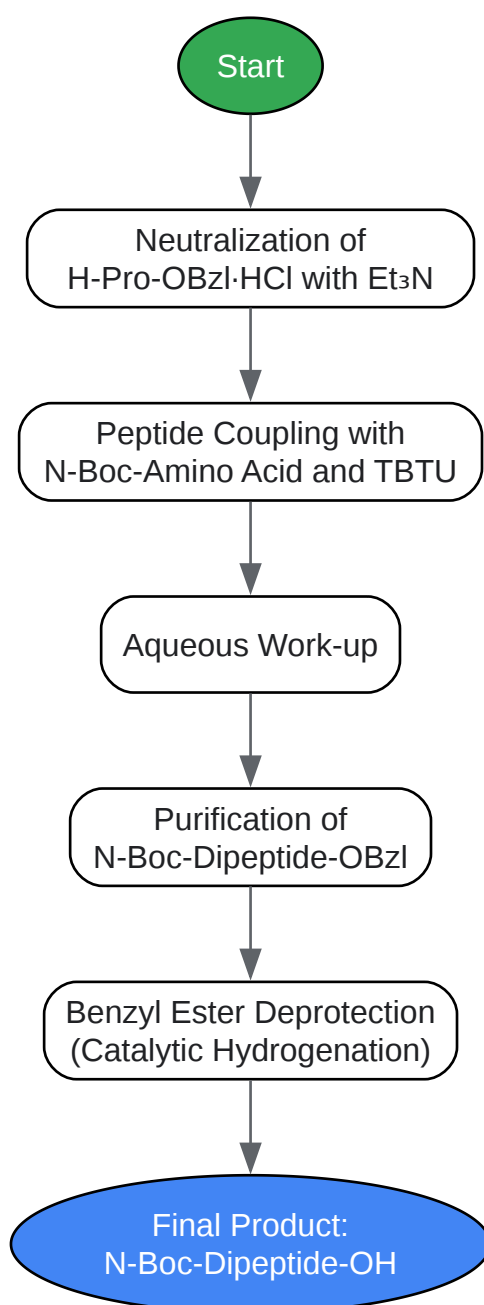 Start
Neutralization of
H-Pro-OBzl·HCl with Et₃N
Peptide Coupling with
N-Boc-Amino Acid and TBTU
Aqueous Work-up
Purification of
N-Boc-Dipeptide-OBzl
Benzyl Ester Deprotection
(Catalytic Hydrogenation)
Final Product:
N-Boc-Dipeptide-OH